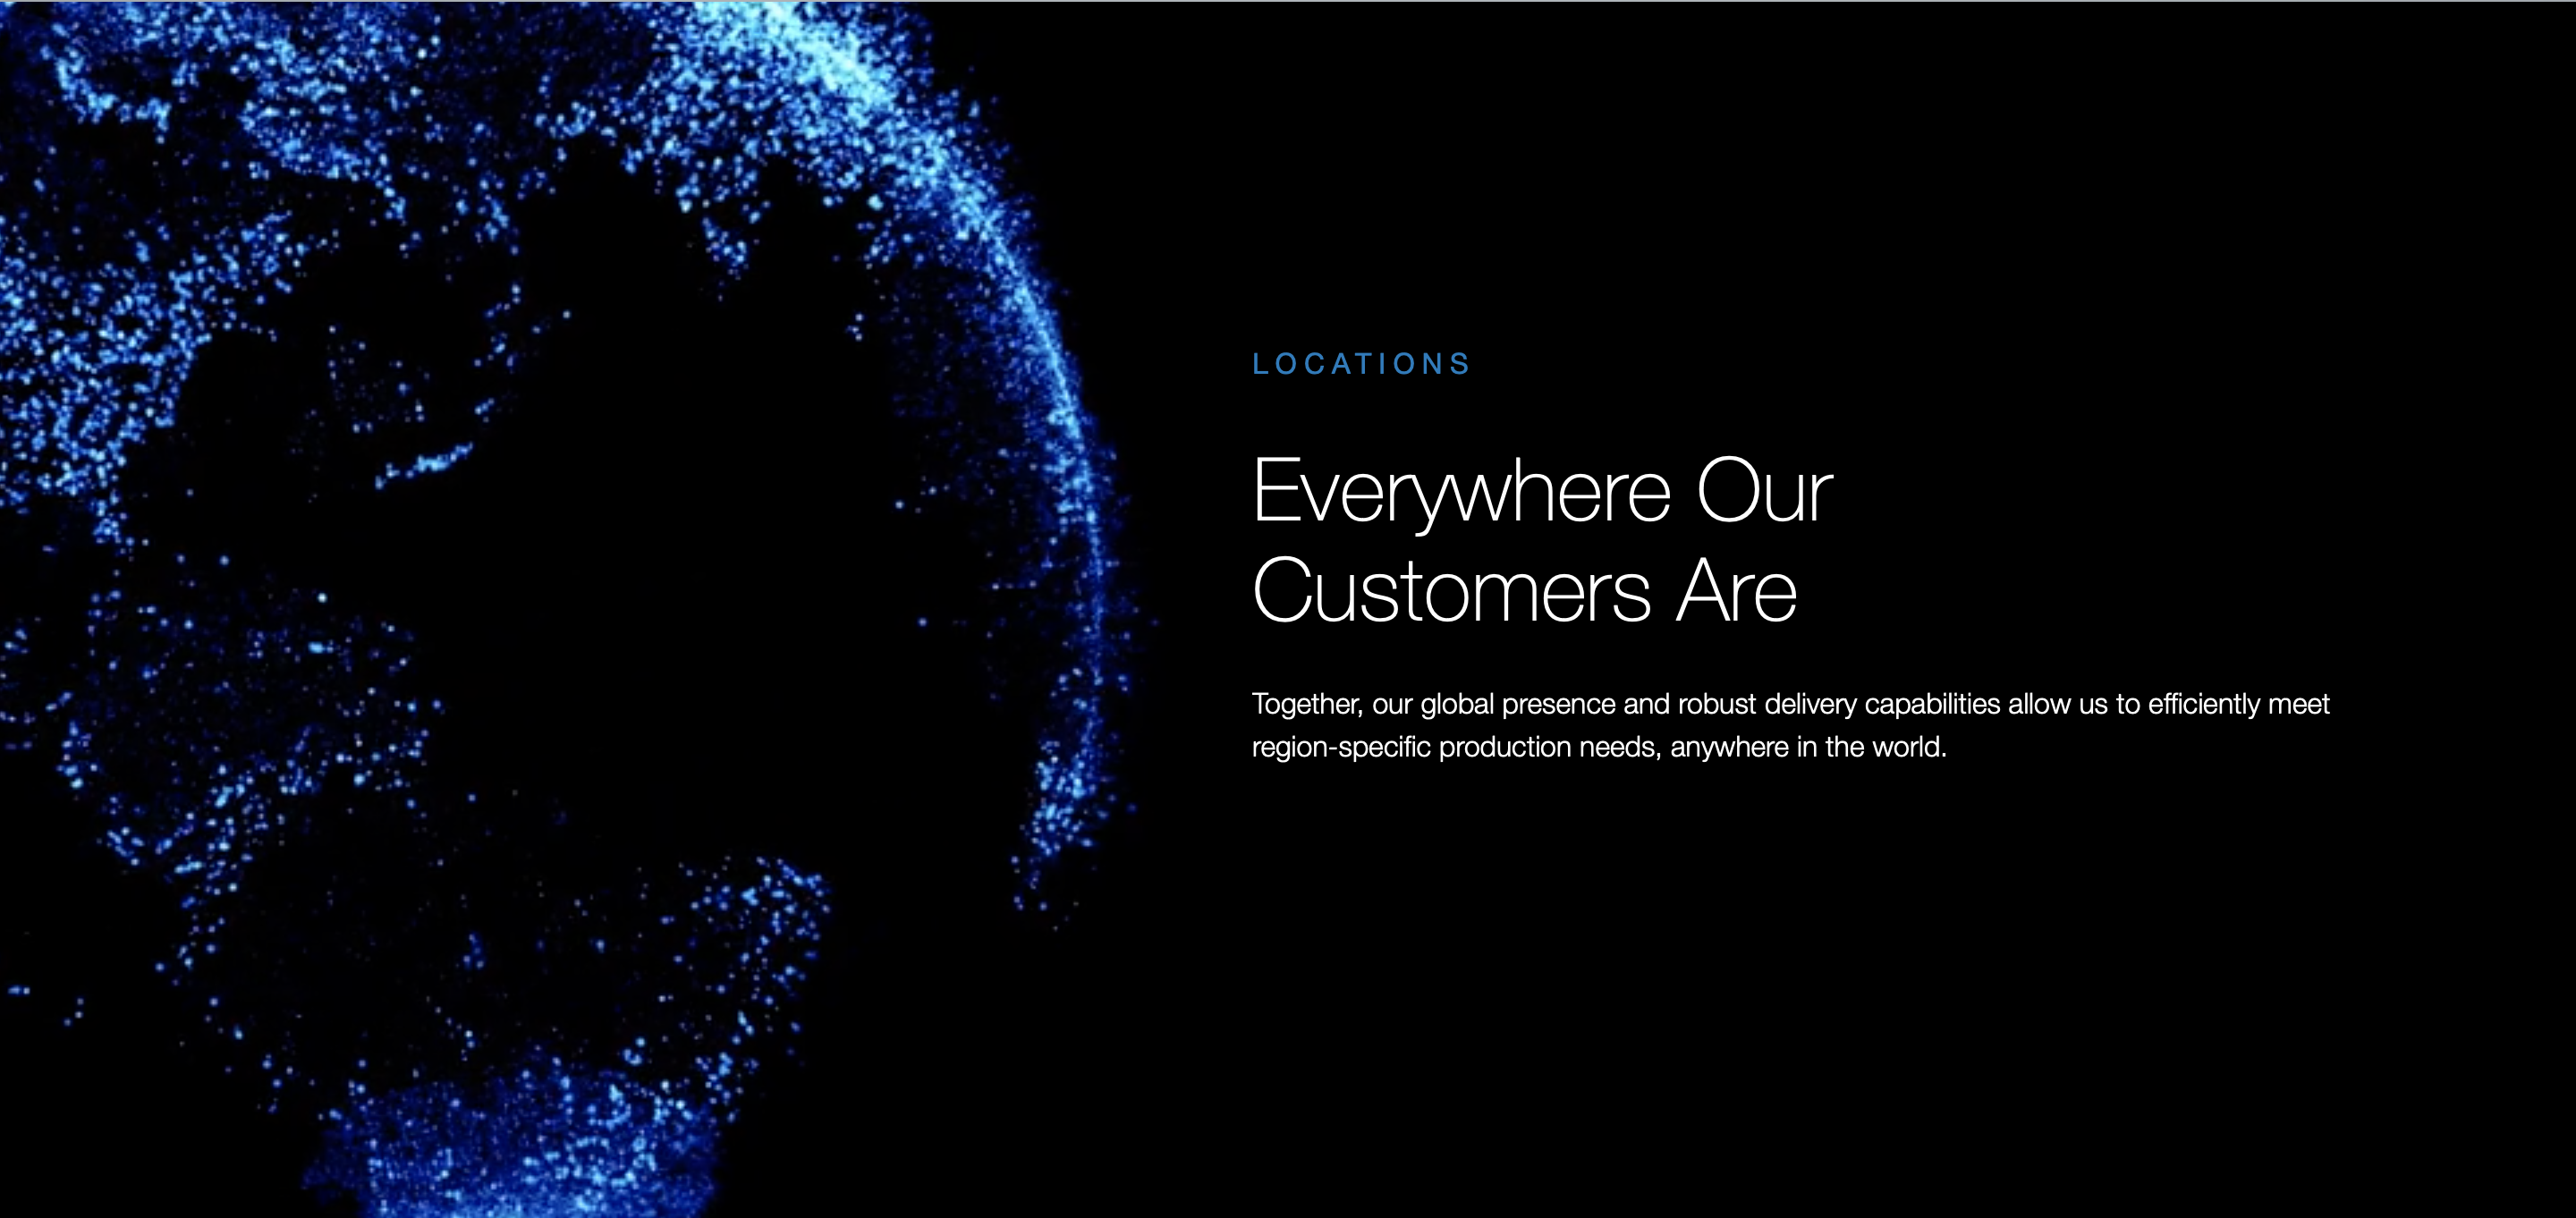 LOCATIONS
Everywhere Our
Customers Are
Together, our global presence and robust delivery capabilities allow us to efficiently meet
region-specific production needs, anywhere in the world.